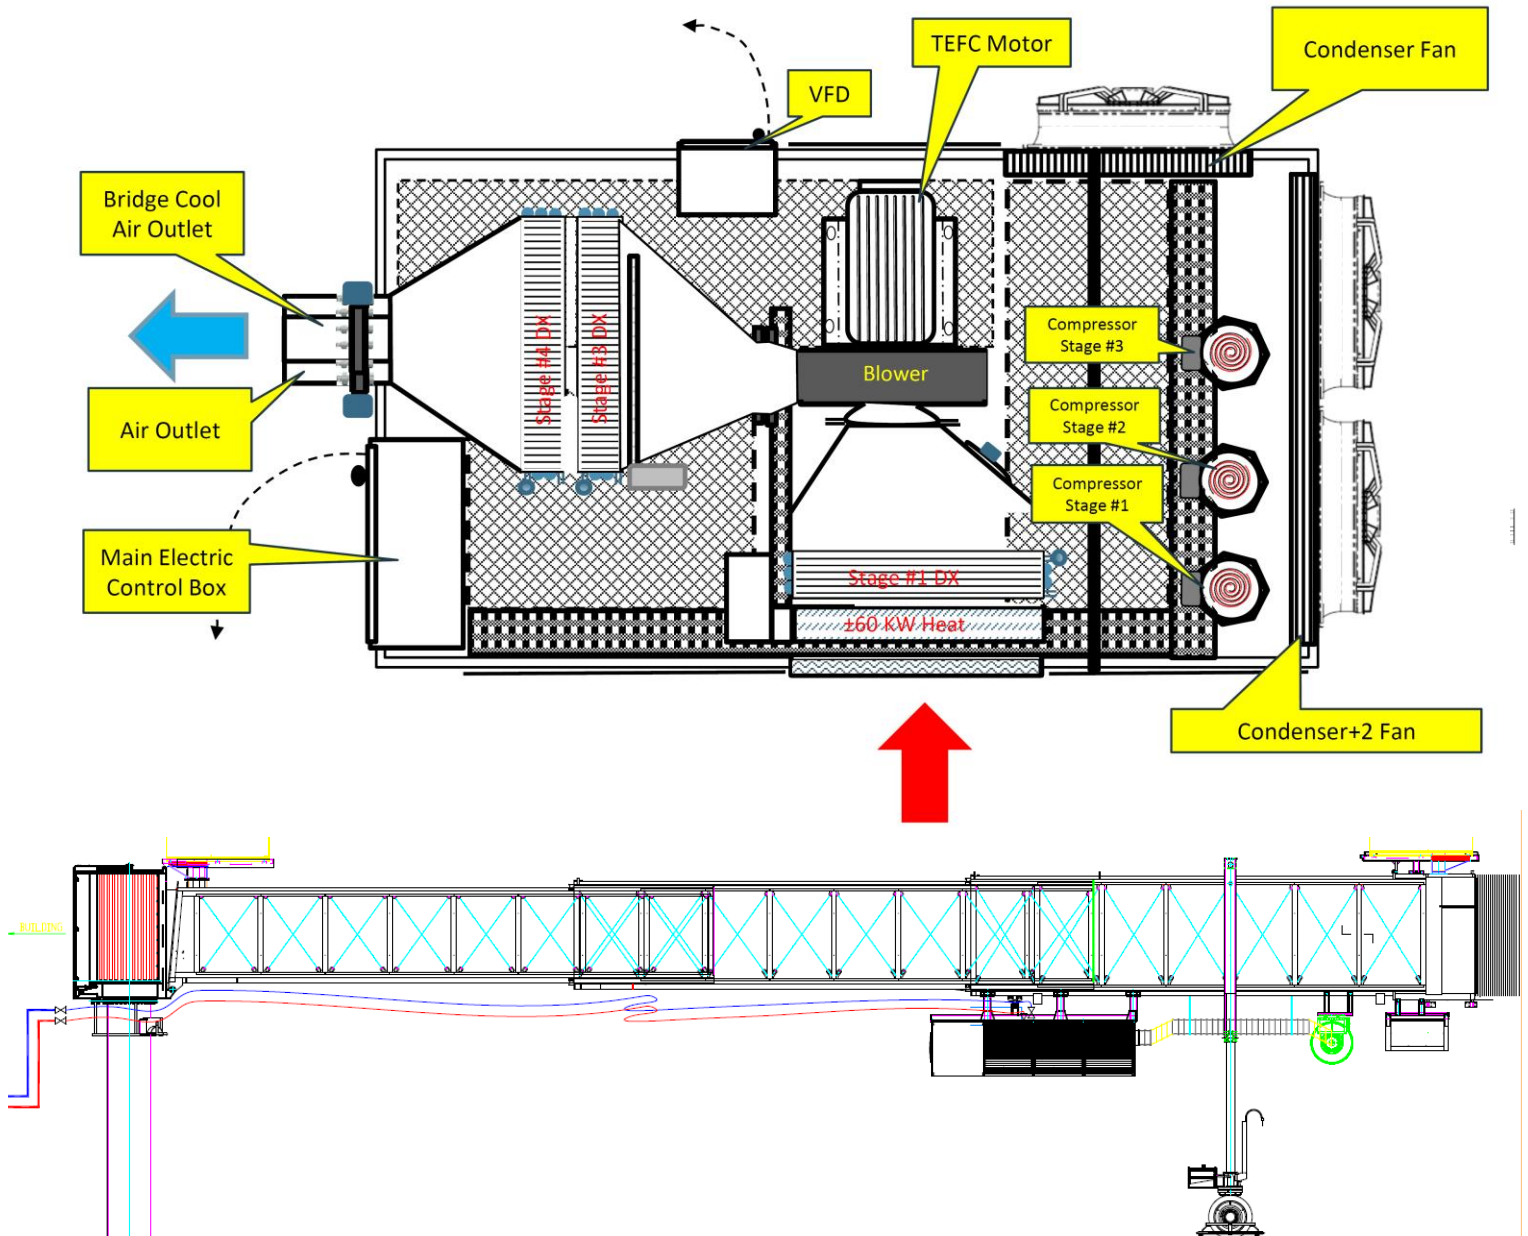 TEFC Motor
Condenser Fan
VFD
Bridge Cool
Air Outlet
Stage #4 DX
Stage #3 DX
Compressor
Stage #3
Blower
Compressor
Stage #2
Air Outlet
Compressor
Stage #1
Main Electric
Control Box
Stage #1 DX
±60 KW Heat
Condenser+2 Fan
BUILDING